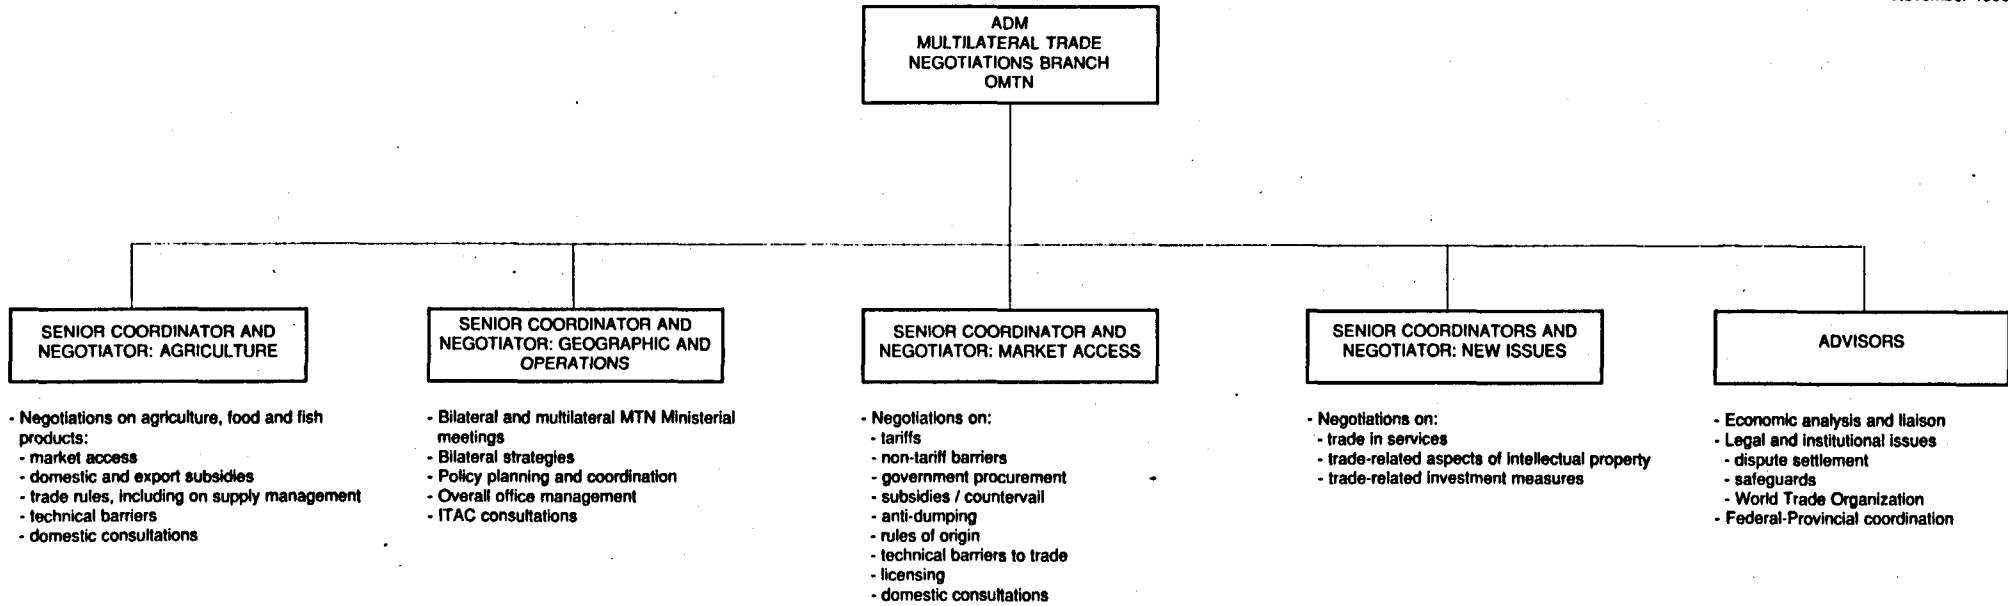 ADM
MULTILATERAL TRADE
NEGOTIATIONS BRANCH
OMTN
SENIOR COORDINATOR AND
NEGOTIATOR: AGRICULTURE
- Negotiations on agriculture, food and fish
products:
- market access
- domestic and export subsidies
- trade rules, including on supply management
- technical barriers
- domestic consultations
SENIOR COORDINATOR AND
NEGOTIATOR: GEOGRAPHIC AND
OPERATIONS
- Bilateral and multilateral MTN Ministerial
meetings
- Bilateral strategies
- Policy planning and coordination
- Overall office management
- ITAC consultations
SENIOR COORDINATOR AND
NEGOTIATOR: MARKET ACCESS
- Negotiations on:
- tariffs
- non-tariff barriers
- government procurement
- subsidies / countervail
- anti-dumping
- rules of origin
- technical barriers to trade
- licensing
- domestic consultations
SENIOR COORDINATORS AND
NEGOTIATOR: NEW ISSUES
- Negotiations on:
- trade in services
- trade-related aspects of intellectual property
- trade-related investment measures
ADVISORS
- Economic analysis and liaison
- Legal and institutional issues
- dispute settlement
- safeguards
- World Trade Organization
- Federal-Provincial coordination